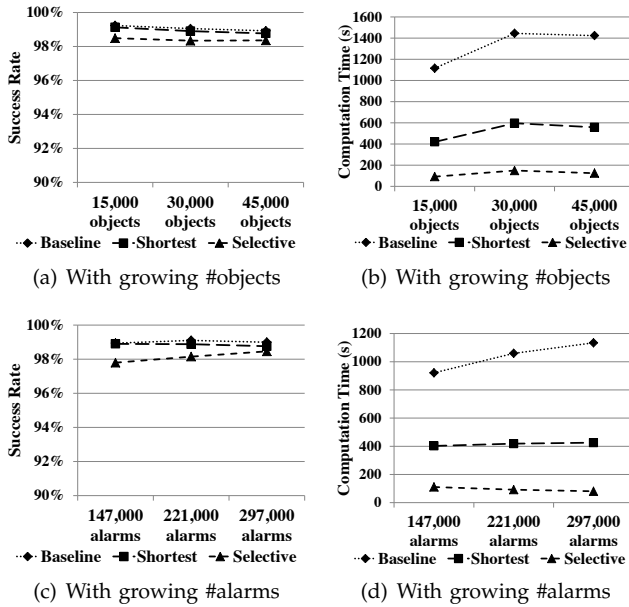 100%
98%
96%
94%
92%
90%
Success Rate
15,000 objects
30,000 objects
45,000 objects
Baseline Shortest Selective
(a) With growing #objects
1600
1400
1200
1000
800
600
400
200
0
Computation Time (s)
15,000 objects
30,000 objects
45,000 objects
Baseline Shortest Selective
(b) With growing #objects
100%
98%
96%
94%
92%
90%
Success Rate
147,000 alarms
221,000 alarms
297,000 alarms
Baseline Shortest Selective
(c) With growing #alarms
1200
1000
800
600
400
200
0
Computation Time (s)
147,000 alarms
221,000 alarms
297,000 alarms
Baseline Shortest Selective
(d) With growing #alarms